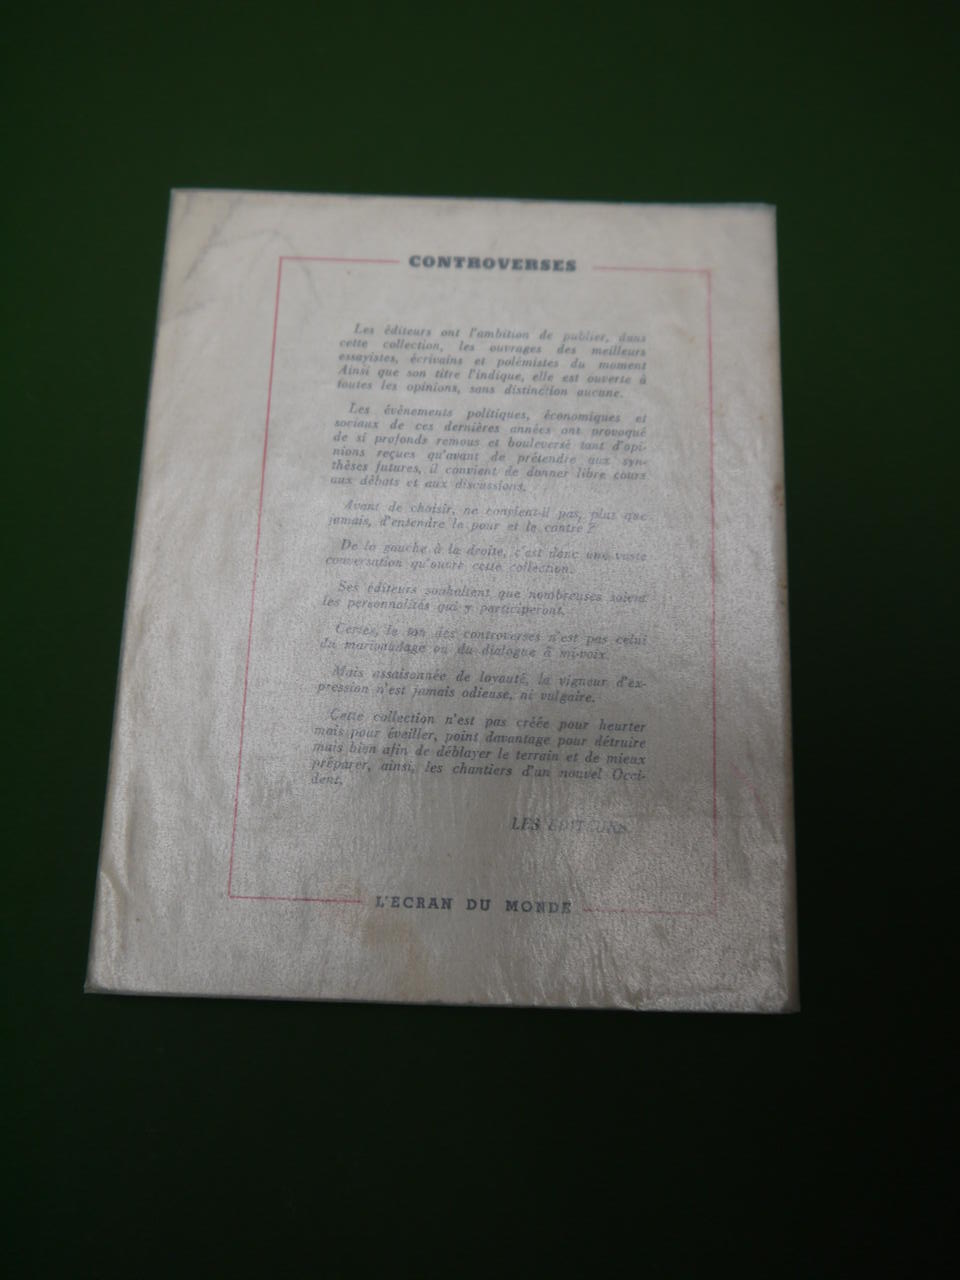 CONTROVERSES
Les éditeurs ont l'ambition de publier, dans
cette collection, les ouvrages des meilleurs
essayistes, écrivains et polémistes du moment
Ainsi que son titre l'indique, elle est ouverte à
toutes les opinions, sans distinction aucune.
Les évènements politiques, économiques et
sociaux de ces dernières années ont provoqué
de si profonds remous et bouleversé tant d'opi-
nions reçues qu'avant de prétendre aux syn-
thèses futures, il convient de donner libre cours
aux débats et aux discussions.
Avant de choisir, ne convient-il pas, plus que
jamais, d'entendre le pour et le contre ?
De la gauche à la droite, c'est donc une vaste
conversation qu'ouvre cette collection.
Ses éditeurs souhaitent que nombreuses soient
les personnalités qui y participeront.
Certes, le ton des controverses n'est pas celui
du marivaudage ou du dialogue à mi-voix.
Mais assaisonnée de loyauté, la vigueur d'ex-
pression n'est jamais odieuse, ni vulgaire.
Cette collection n'est pas créée pour heurter
mais pour éveiller, point davantage pour détruire
mais bien afin de déblayer le terrain et de mieux
préparer, ainsi, les chantiers d'un nouvel Occi-
dent.
LES EDITEURS.
L'ECRAN DU MONDE